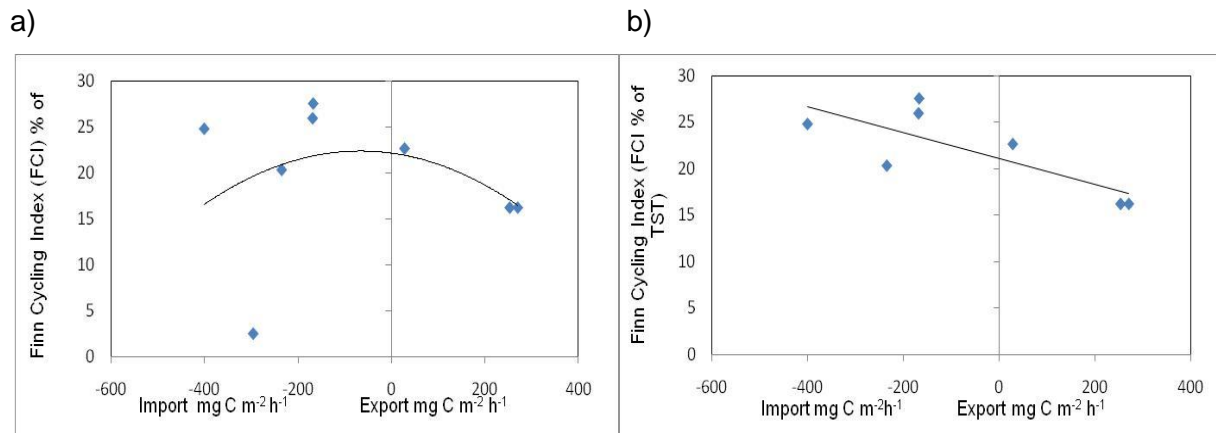 a)
b)
Finn Cycling Index (FCI) % of
30
25
20
15
10
5
0
-600
-400
-200
0
200
400
Import mg C m-2 h-1
Export mg C m-2 h-1
Finn Cycling Index (FCI % of
TST)
30
25
20
15
10
5
0
-600
-400
-200
0
200
400
Import mg C m-2h-1
Export mg C m-2 h-1